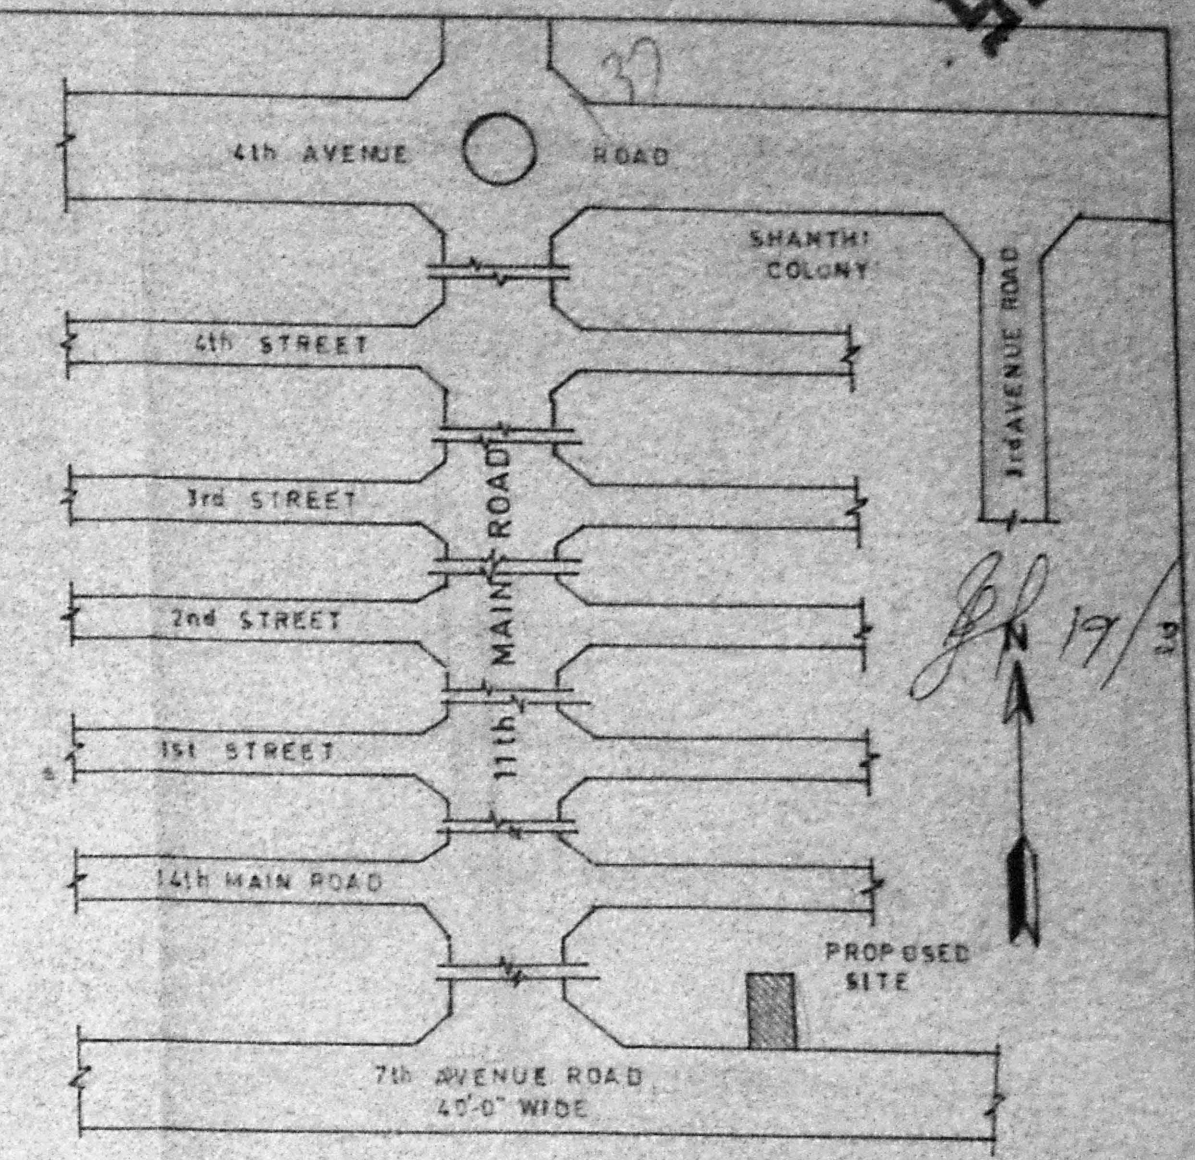 37
4th AVENUE ROAD
SHANTHI
COLONY
3rd AVENUE ROAD
4th STREET
3rd STREET
2nd STREET
1st STREET
11th MAIN ROAD
N
19/
14th MAIN ROAD
PROPOSED
SITE
7th AVENUE ROAD
40'-0" WIDE